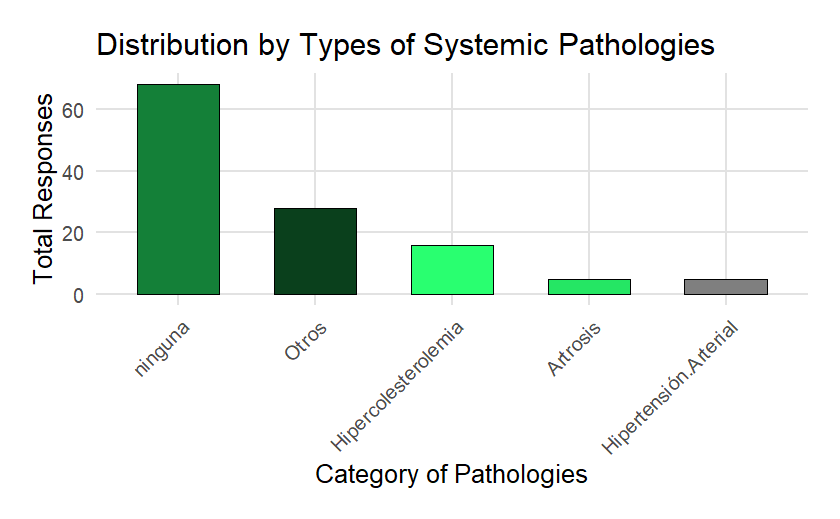 Distribution by Types of Systemic Pathologies
Total Responses
60
40
20
0
ninguna
Otros
Hipercolesterolemia
Artrosis
Hipertensión.Arterial
Category of Pathologies